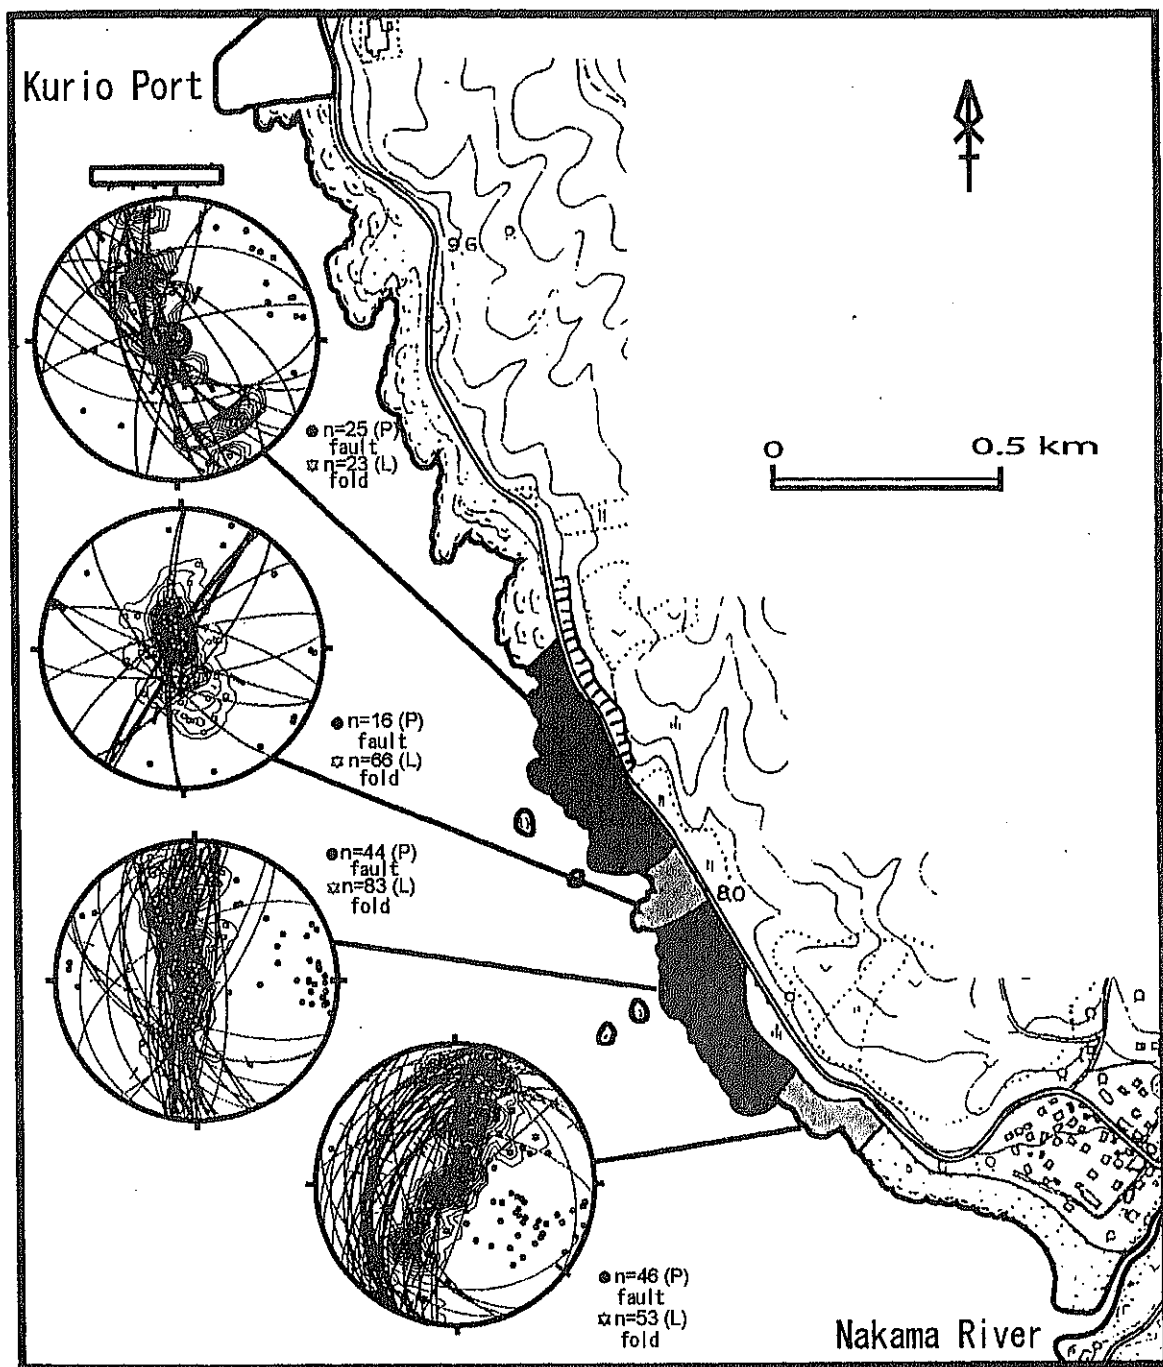 Kurio Port
96
0 0.5 km
n=25 (P)
fault
n=23 (L)
fold
n=16 (P)
fault
n=66 (L)
fold
n=44 (P)
fault
n=83 (L)
fold
80
n=46 (P)
fault
n=53 (L)
fold
Nakama River